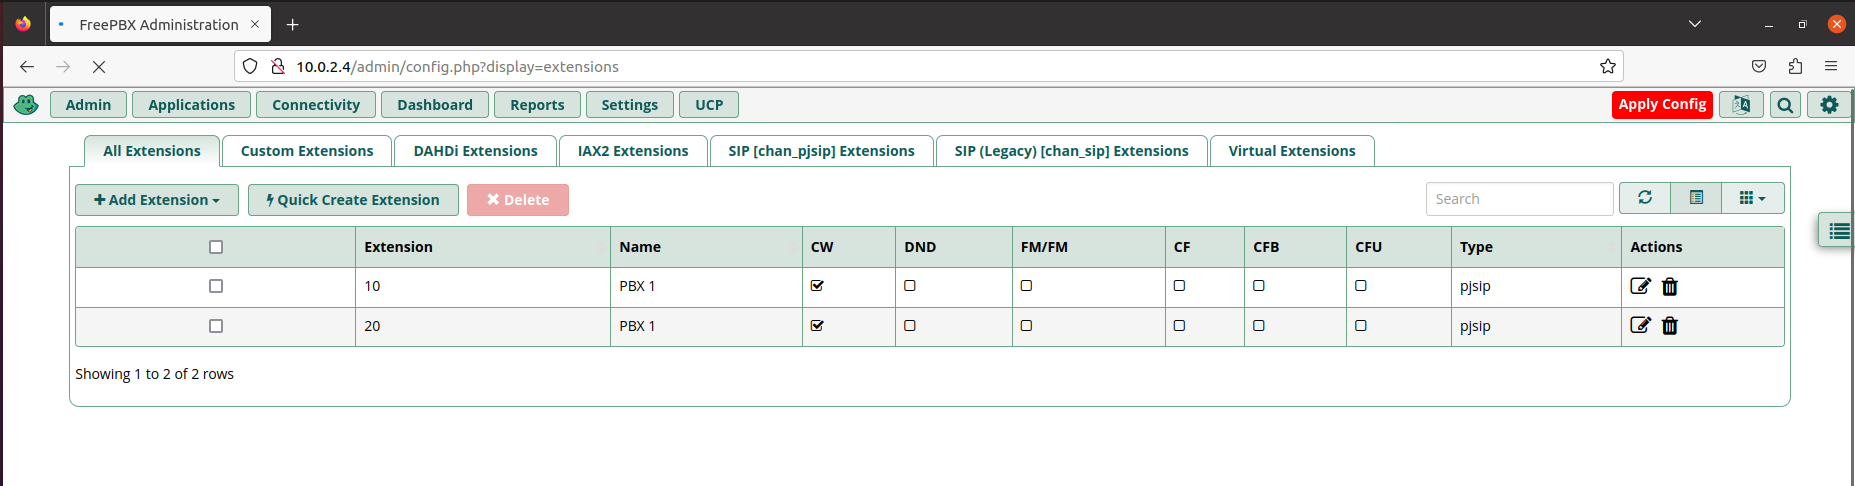 FreePBX Administration
10.0.2.4/admin/config.php?display=extensions
Admin Applications Connectivity Dashboard Reports Settings UCP Apply Config
All Extensions Custom Extensions DAHDi Extensions IAX2 Extensions SIP [chan_pjsip] Extensions SIP (Legacy) [chan_sip] Extensions Virtual Extensions
Add Extension Quick Create Extension Delete Search
Extension Name CW DND FM/FM CF CFB CFU Type Actions
10 PBX 1 pjsip
20 PBX 1 pjsip
Showing 1 to 2 of 2 rows